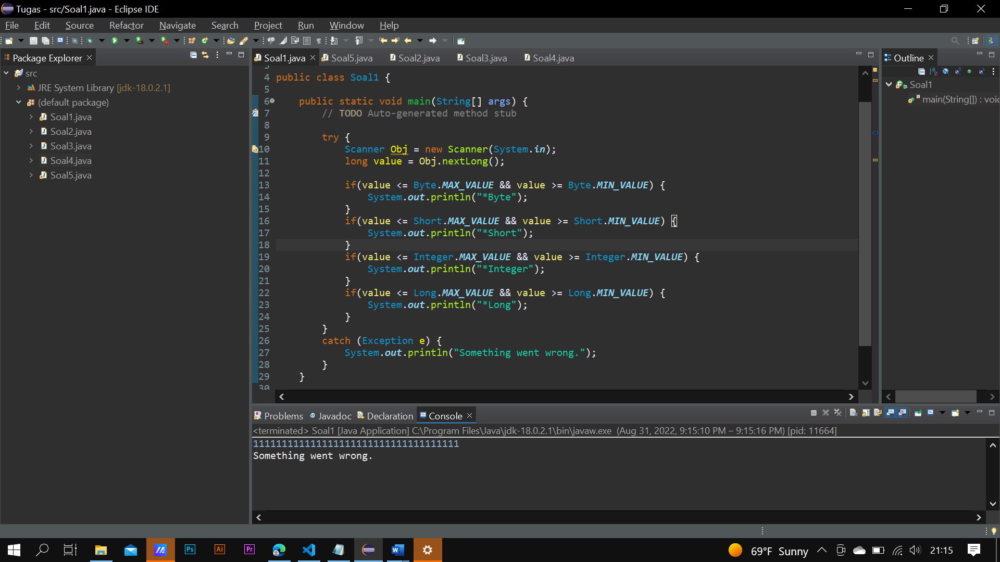 Tugas - src/Soal1.java - Eclipse IDE
File Edit Source Refactor Navigate Search Project Run Window Help
Package Explorer
src
JRE System Library [jdk-18.0.2.1]
(default package)
Soal1.java
Soal2.java
Soal3.java
Soal4.java
Soal5.java
Soal1.java Soal5.java Soal2.java Soal3.java Soal4.java
3
4 public class Soal1 {
5
6 public static void main(String[] args) {
7 // TODO Auto-generated method stub
8
9 try {
10 Scanner Obj = new Scanner(System.in);
11 long value = Obj.nextLong();
12
13 if(value <= Byte.MAX_VALUE && value >= Byte.MIN_VALUE) {
14 System.out.println("*Byte");
15 }
16 if(value <= Short.MAX_VALUE && value >= Short.MIN_VALUE) {
17 System.out.println("*Short");
18 }
19 if(value <= Integer.MAX_VALUE && value >= Integer.MIN_VALUE) {
20 System.out.println("*Integer");
21 }
22 if(value <= Long.MAX_VALUE && value >= Long.MIN_VALUE) {
23 System.out.println("*Long");
24 }
25 }
26 catch (Exception e) {
27 System.out.println("Something went wrong.");
28 }
29 }
30
Outline
Soal1
main(String[]) : void
Problems Javadoc Declaration Console
<terminated> Soal1 [Java Application] C:\Program Files\Java\jdk-18.0.2.1\bin\javaw.exe (Aug 31, 2022, 9:15:10 PM – 9:15:16 PM) [pid: 11664]
111111111111111111111111111111111111
Something went wrong.
Ps Ai Pr
69°F Sunny
21:15